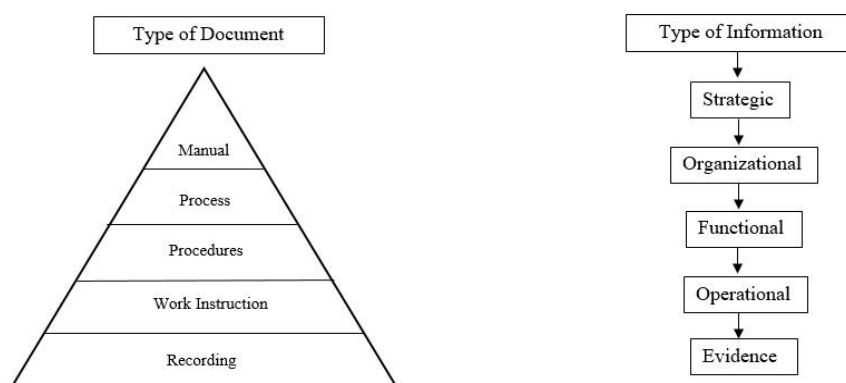 Type of Document
Manual
Process
Procedures
Work Instruction
Recording
Type of Information
Strategic
Organizational
Functional
Operational
Evidence